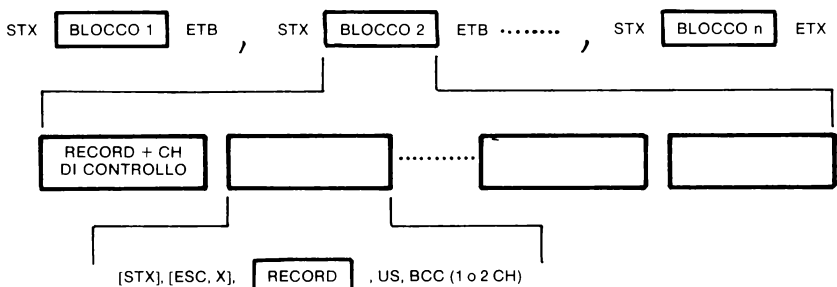 STX BLOCCO 1 ETB , STX BLOCCO 2 ETB ........ , STX BLOCCO n ETX
RECORD + CH
DI CONTROLLO
[STX], [ESC, X], RECORD , US, BCC (1 o 2 CH)